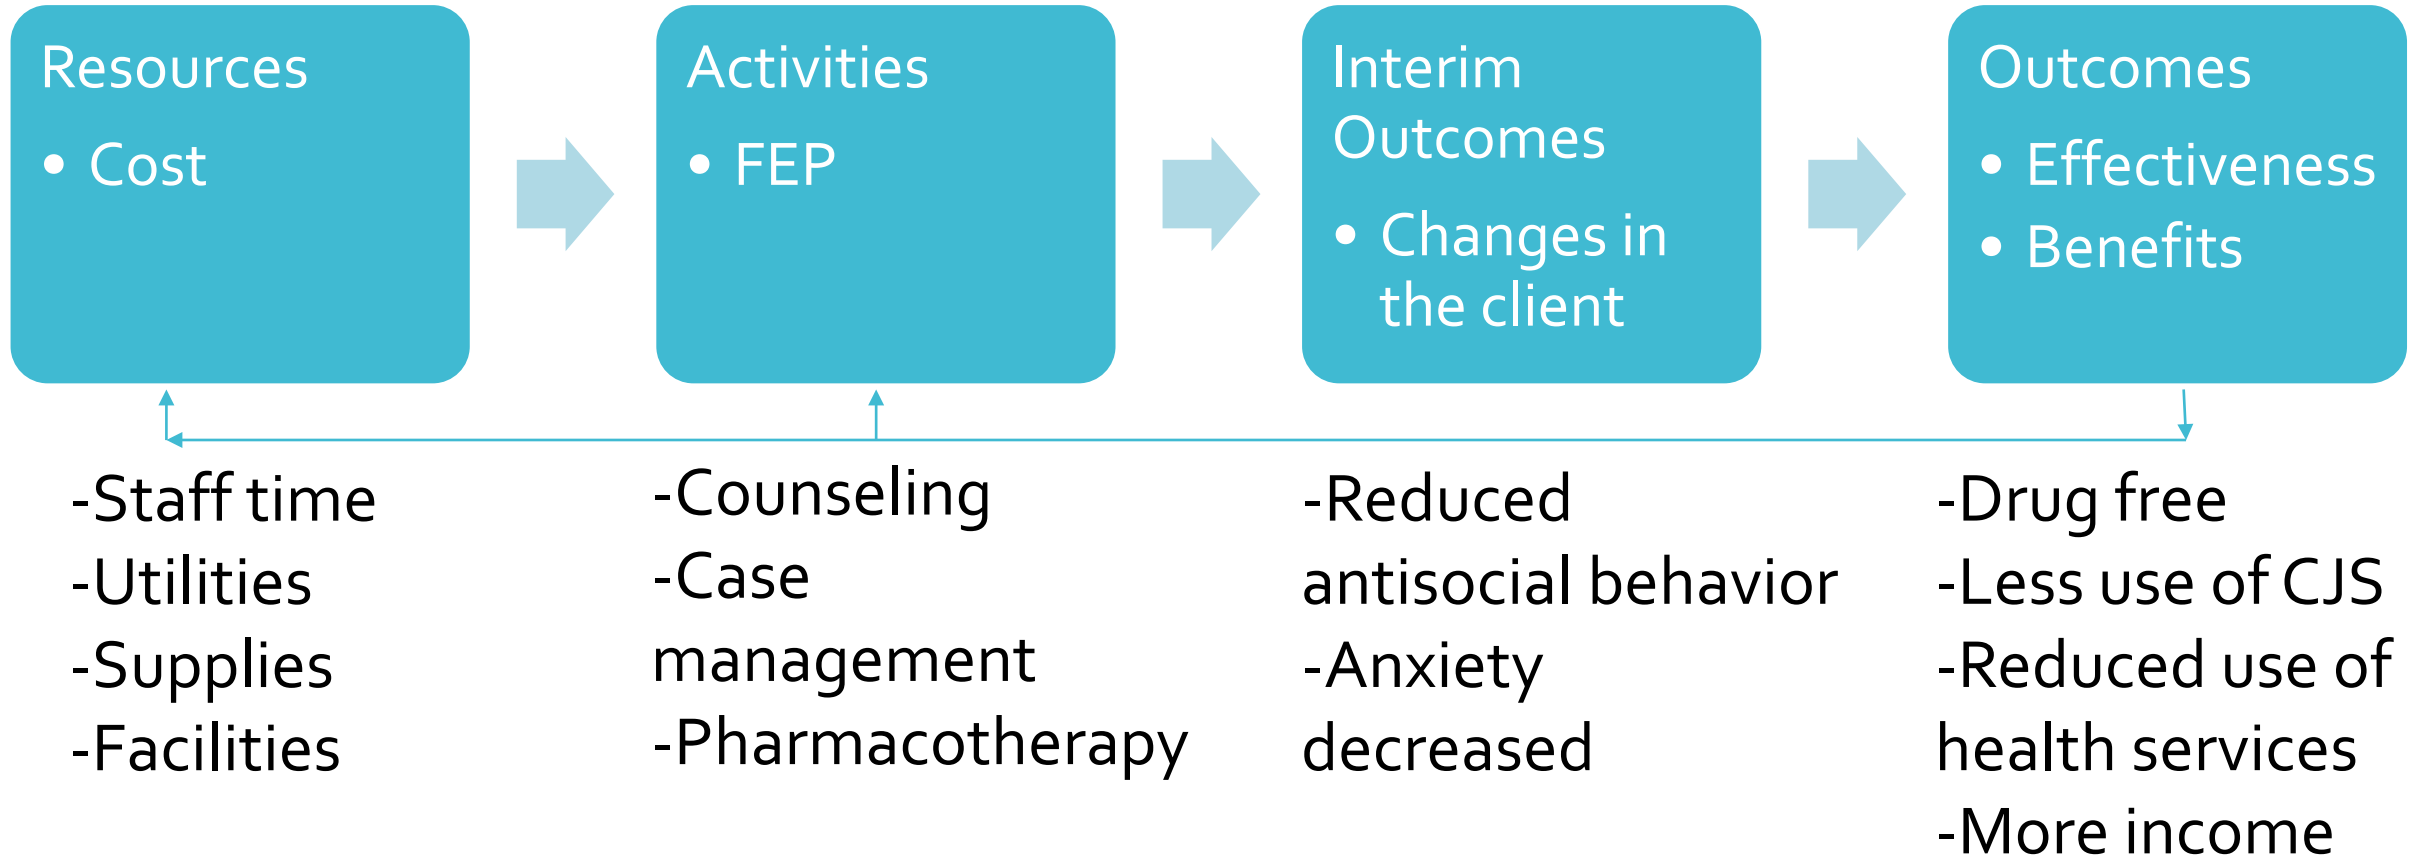 Resources
• Cost
Activities
• FEP
Interim
Outcomes
• Changes in
the client
Outcomes
• Effectiveness
• Benefits
-Staff time
-Utilities
-Supplies
-Facilities
-Counseling
-Case
management
-Pharmacotherapy
-Reduced
antisocial behavior
-Anxiety
decreased
-Drug free
-Less use of CJS
-Reduced use of
health services
-More income